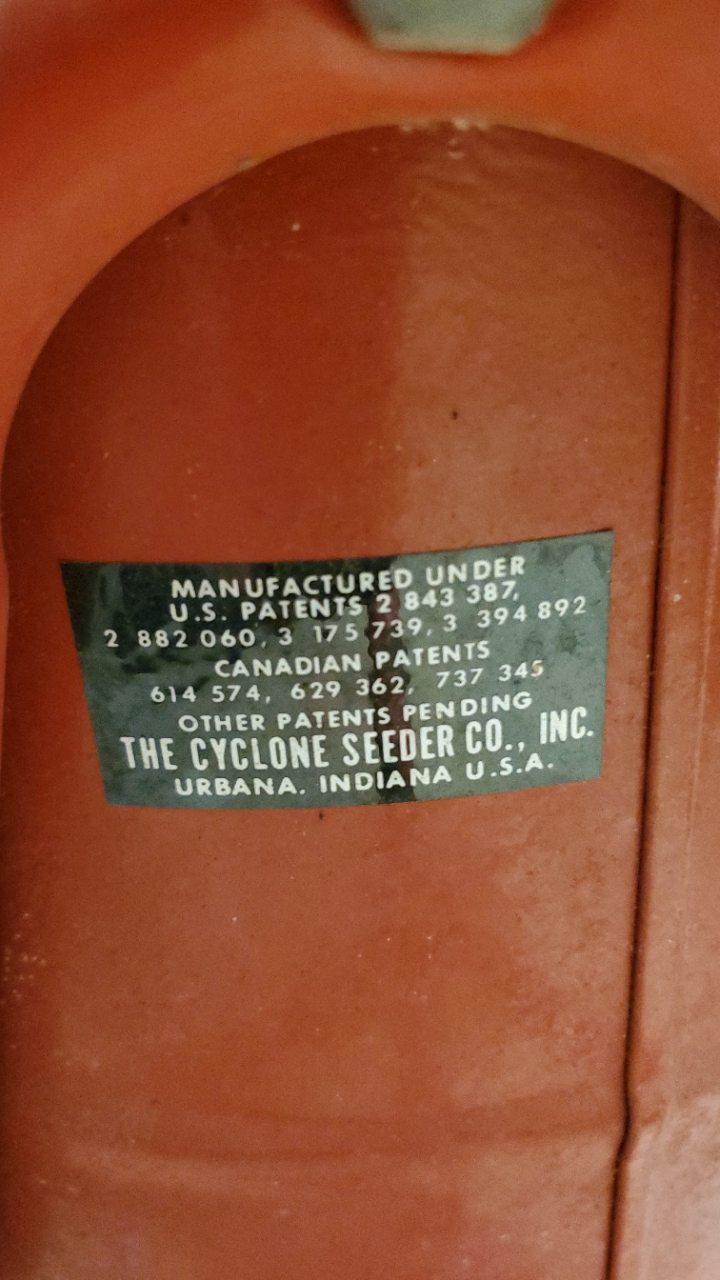 MANUFACTURED UNDER
U.S. PATENTS 2 843 387,
2 882 060, 3 175 739, 3 394 892
CANADIAN PATENTS
614 574, 629 362, 737 345
OTHER PATENTS PENDING
THE CYCLONE SEEDER CO., INC.
URBANA, INDIANA U.S.A.